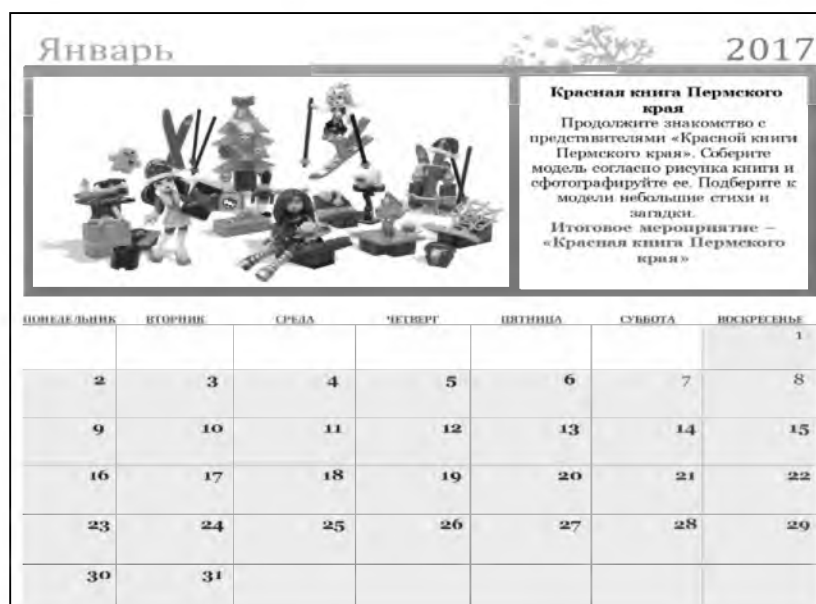 Январь 2017
Красная книга Пермского
края
Продолжите знакомство с
представителями «Красной книги
Пермского края». Соберите
модель согласно рисунка книги и
сфотографируйте ее. Подберите к
модели небольшие стихи и
загадки.
Итоговое мероприятие –
«Красная книга Пермского
края»
ПОНЕДЕЛЬНИК ВТОРНИК СРЕДА ЧЕТВЕРГ ПЯТНИЦА СУББОТА ВОСКРЕСЕНЬЕ
1
2 3 4 5 6 7 8
9 10 11 12 13 14 15
16 17 18 19 20 21 22
23 24 25 26 27 28 29
30 31